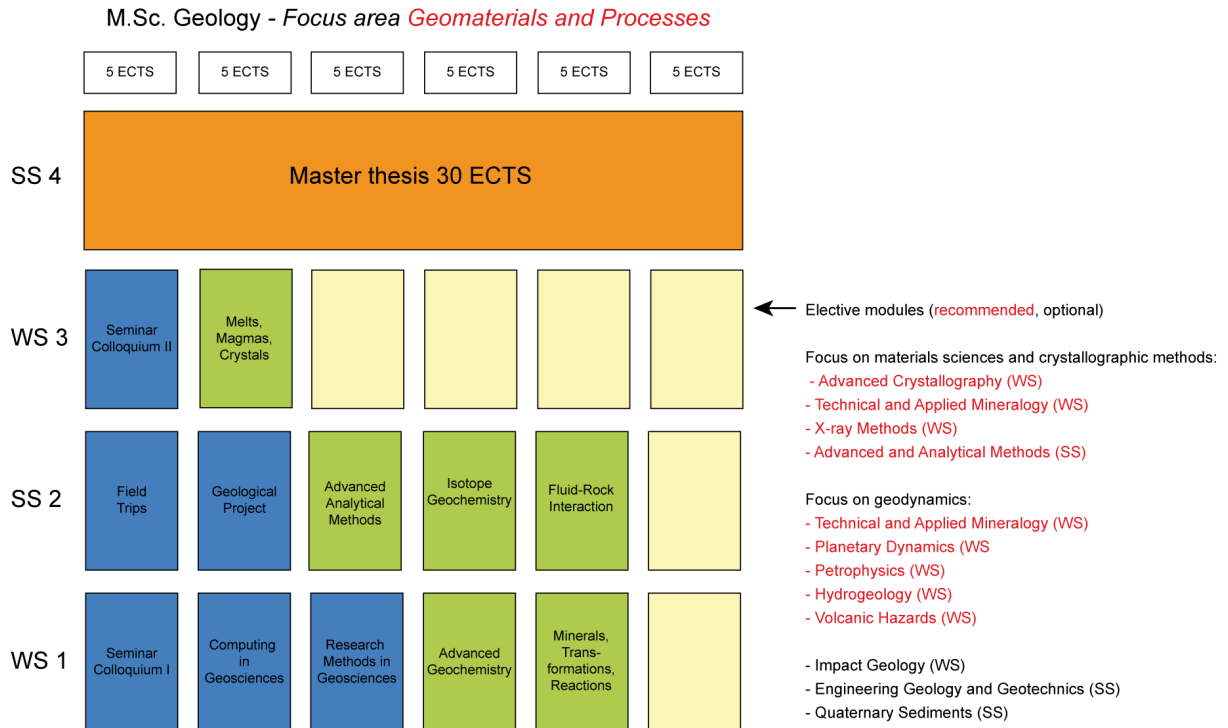 M.Sc. Geology - Focus area Geomaterials and Processes
5 ECTS
5 ECTS
5 ECTS
5 ECTS
5 ECTS
5 ECTS
SS 4
Master thesis 30 ECTS
WS 3
Seminar
Colloquium II
Melts,
Magmas,
Crystals
SS 2
Field
Trips
Geological
Project
Advanced
Analytical
Methods
Isotope
Geochemistry
Fluid-Rock
Interaction
WS 1
Seminar
Colloquium I
Computing
in
Geosciences
Research
Methods in
Geosciences
Advanced
Geochemistry
Minerals,
Trans-
formations,
Reactions
Elective modules (recommended, optional)
Focus on materials sciences and crystallographic methods:
- Advanced Crystallography (WS)
- Technical and Applied Mineralogy (WS)
- X-ray Methods (WS)
- Advanced and Analytical Methods (SS)
Focus on geodynamics:
- Technical and Applied Mineralogy (WS)
- Planetary Dynamics (WS
- Petrophysics (WS)
- Hydrogeology (WS)
- Volcanic Hazards (WS)
- Impact Geology (WS)
- Engineering Geology and Geotechnics (SS)
- Quaternary Sediments (SS)